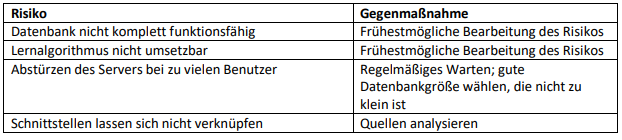 Risiko Gegenmaßnahme
Datenbank nicht komplett funktionsfähig Frühestmögliche Bearbeitung des Risikos
Lernalgorithmus nicht umsetzbar Frühestmögliche Bearbeitung des Risikos
Abstürzen des Servers bei zu vielen Benutzer Regelmäßiges Warten; gute
Datenbankgröße wählen, die nicht zu
klein ist
Schnittstellen lassen sich nicht verknüpfen Quellen analysieren